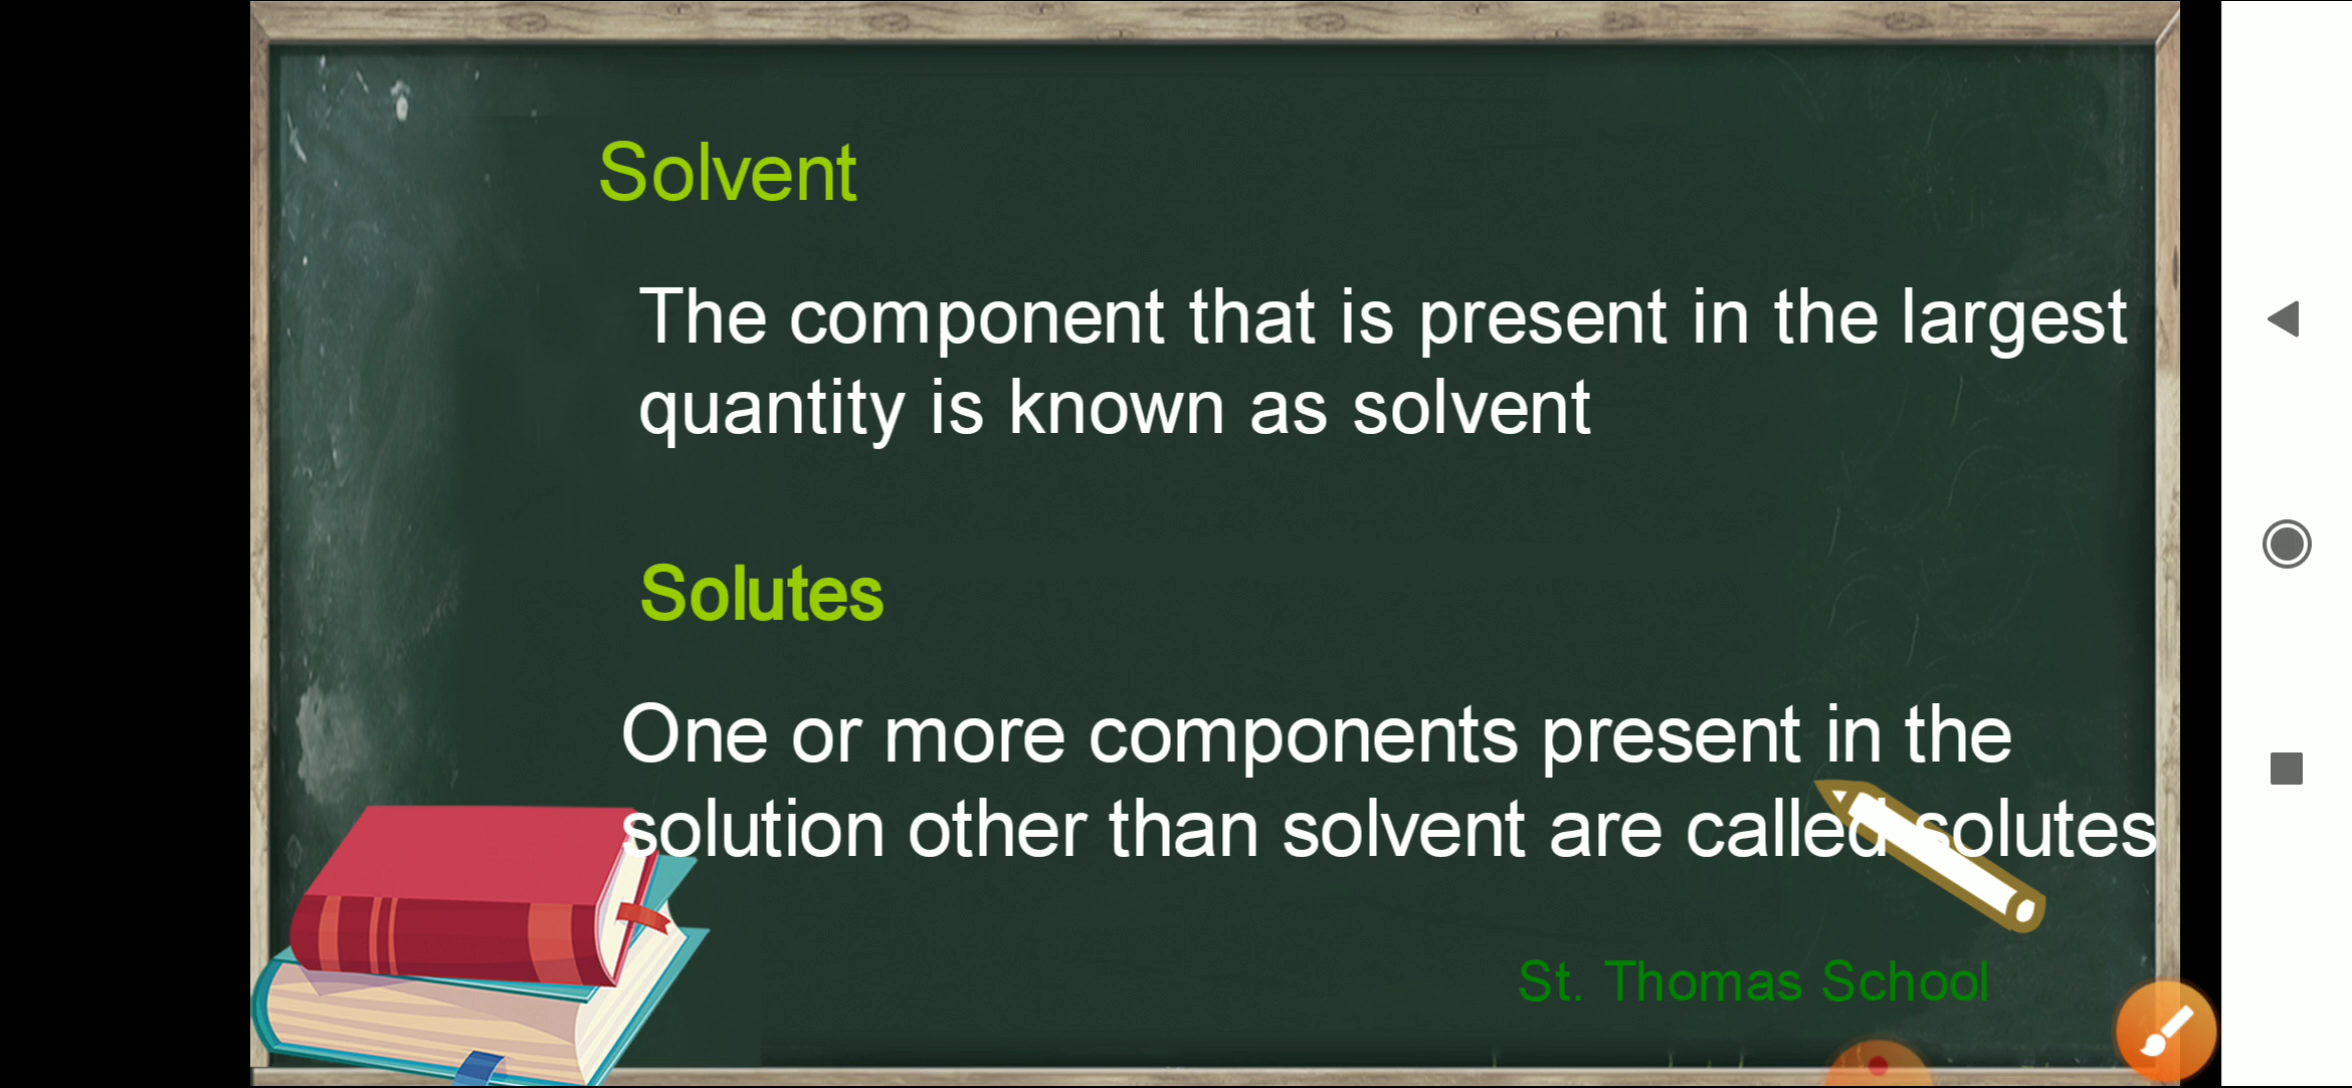 Solvent
The component that is present in the largest
quantity is known as solvent
Solutes
One or more components present in the
solution other than solvent are called solutes
St. Thomas School